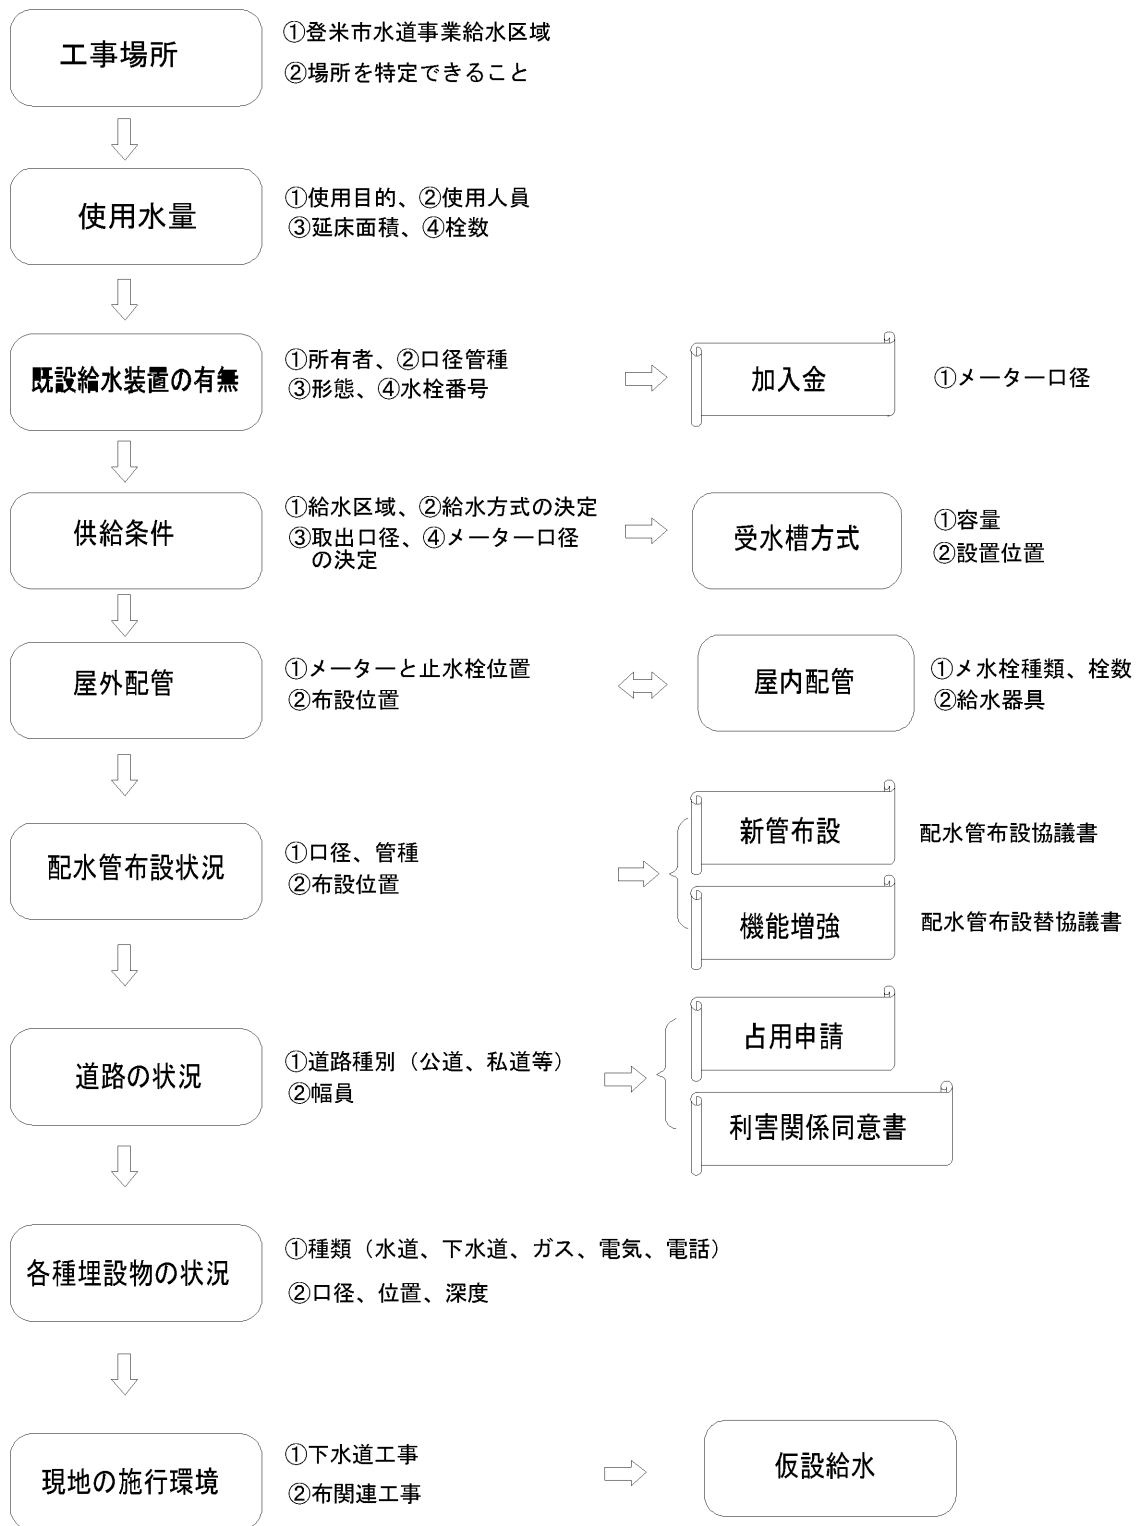 工事場所
①登米市水道事業給水区域
②場所を特定できること
使用水量
①使用目的、②使用人員
③延床面積、④栓数
既設給水装置の有無
①所有者、②口径管種
③形態、④水栓番号
加入金
①メーター口径
供給条件
①給水区域、②給水方式の決定
③取出口径、④メーター口径
の決定
受水槽方式
①容量
②設置位置
屋外配管
①メーターと止水栓位置
②布設位置
屋内配管
①メ水栓種類、栓数
②給水器具
配水管布設状況
①口径、管種
②布設位置
新管布設
配水管布設協議書
機能増強
配水管布設替協議書
道路の状況
①道路種別（公道、私道等）
②幅員
占用申請
利害関係同意書
各種埋設物の状況
①種類（水道、下水道、ガス、電気、電話）
②口径、位置、深度
現地の施行環境
①下水道工事
②布関連工事
仮設給水